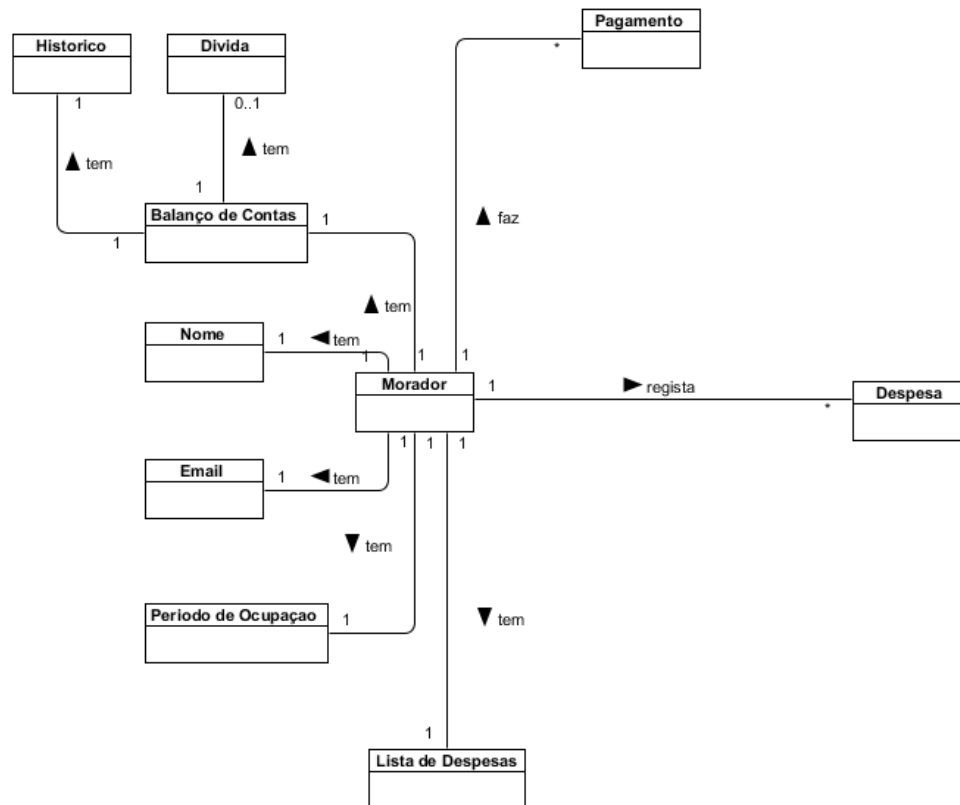 Pagamento
*
Historico
Divida
1
0..1
▲ tem
▲ tem
1
Balanço de Contas
1
1
▲ faz
▲ tem
Nome
1
◀ tem
1
1
1
Morador
1
▶ regista
*
Despesa
Email
1
◀ tem
1
1
1
▼ tem
Periodo de Ocupaçao
1
▼ tem
1
Lista de Despesas